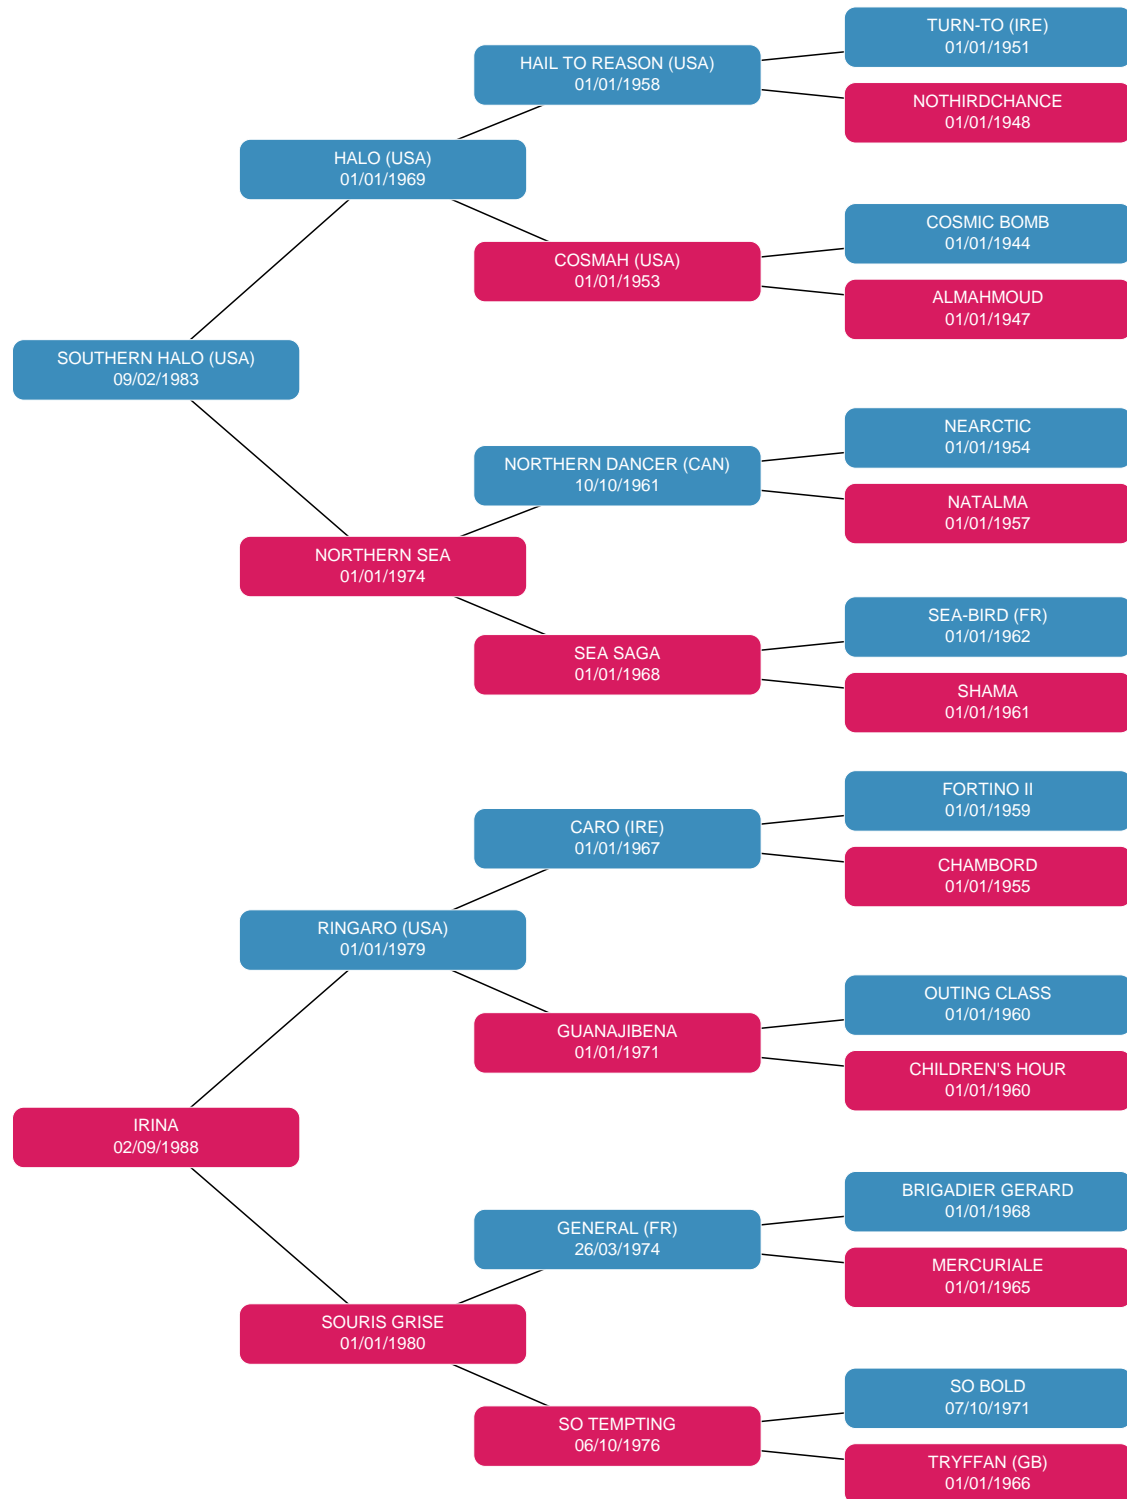 TURN-TO (IRE)
01/01/1951
HAIL TO REASON (USA)
01/01/1958
NOTHIRDCHANCE
01/01/1948
HALO (USA)
01/01/1969
COSMIC BOMB
01/01/1944
COSMAH (USA)
01/01/1953
ALMAHMOUD
01/01/1947
SOUTHERN HALO (USA)
09/02/1983
NEARCTIC
01/01/1954
NORTHERN DANCER (CAN)
10/10/1961
NATALMA
01/01/1957
NORTHERN SEA
01/01/1974
SEA-BIRD (FR)
01/01/1962
SEA SAGA
01/01/1968
SHAMA
01/01/1961
FORTINO II
01/01/1959
CARO (IRE)
01/01/1967
CHAMBORD
01/01/1955
RINGARO (USA)
01/01/1979
OUTING CLASS
01/01/1960
GUANAJIBENA
01/01/1971
CHILDREN'S HOUR
01/01/1960
IRINA
02/09/1988
BRIGADIER GERARD
01/01/1968
GENERAL (FR)
26/03/1974
MERCURIALE
01/01/1965
SOURIS GRISE
01/01/1980
SO BOLD
07/10/1971
SO TEMPTING
06/10/1976
TRYFFAN (GB)
01/01/1966